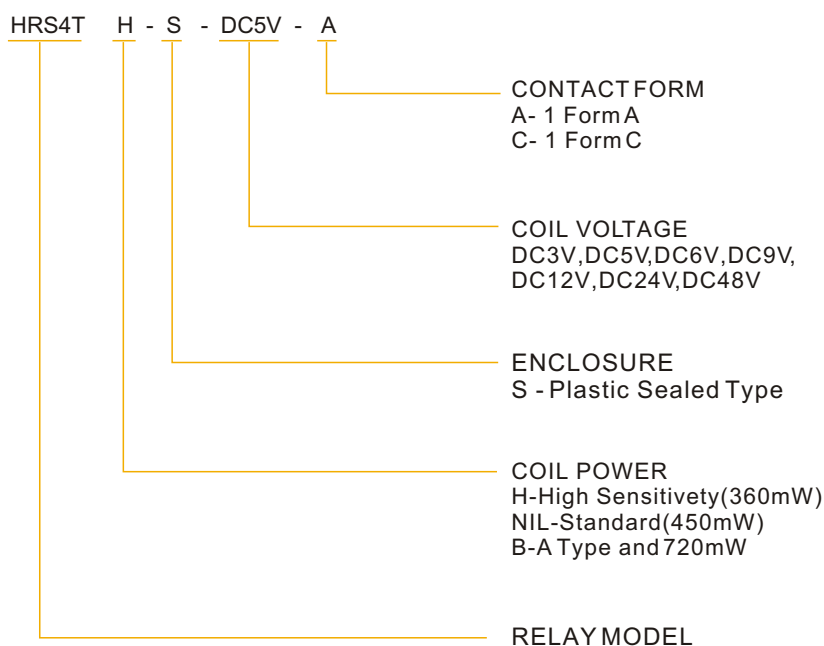 HRS4T H - S - DC5V - A
CONTACT FORM
A- 1 Form A
C- 1 Form C
COIL VOLTAGE
DC3V,DC5V,DC6V,DC9V,
DC12V,DC24V,DC48V
ENCLOSURE
S - Plastic Sealed Type
COIL POWER
H-High Sensitivety(360mW)
NIL-Standard(450mW)
B-A Type and 720mW
RELAY MODEL